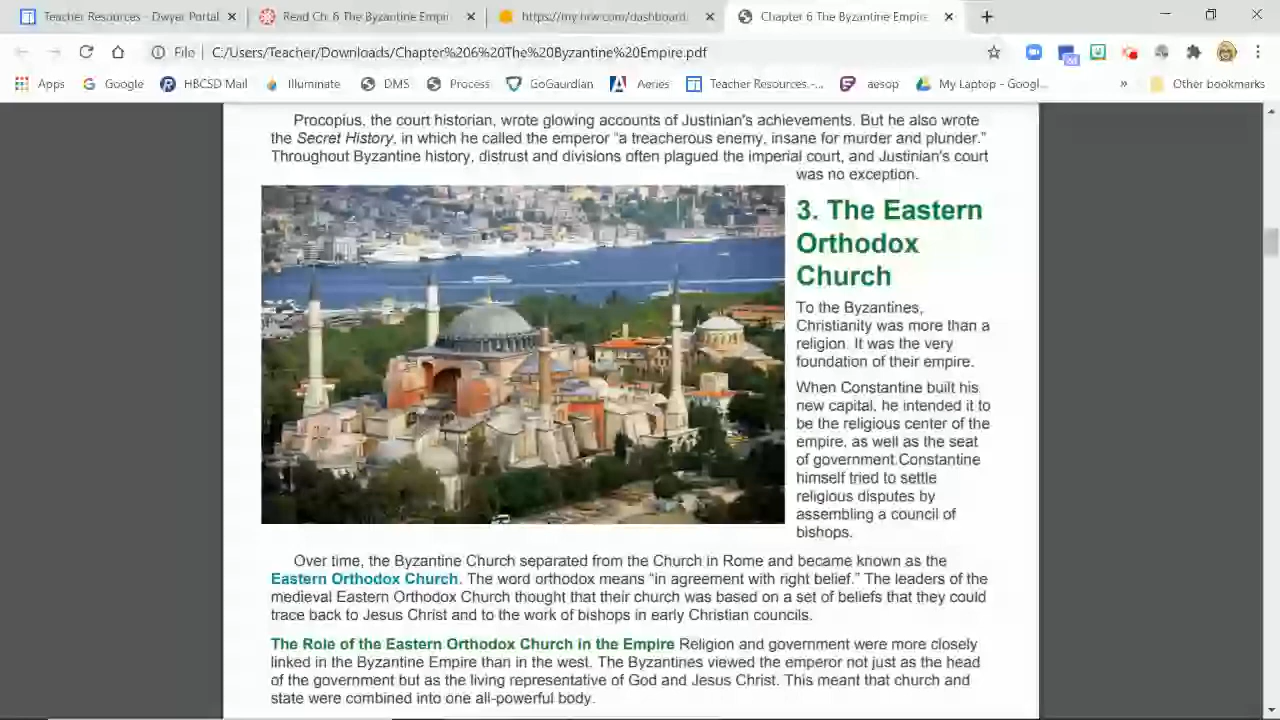 Teacher Resources - Dwyer Portal
Read Ch. 6 The Byzantine Empi
https://my.hrw.com/dashboard
Chapter 6 The Byzantine Empire
File
C:/Users/Teacher/Downloads/Chapter%206%20The%20Byzantine%20Empire.pdf
Apps
Google
HBCSD Mail
Illuminate
DMS
Process
GoGaurdian
Aeries
Teacher Resources -...
aesop
My Laptop - Googl...
»
Other bookmarks
Procopius, the court historian, wrote glowing accounts of Justinian's achievements. But he also wrote
the Secret History, in which he called the emperor “a treacherous enemy, insane for murder and plunder.”
Throughout Byzantine history, distrust and divisions often plagued the imperial court, and Justinian's court
was no exception.
3. The Eastern
Orthodox
Church
To the Byzantines,
Christianity was more than a
religion. It was the very
foundation of their empire.
When Constantine built his
new capital, he intended it to
be the religious center of the
empire, as well as the seat
of government.Constantine
himself tried to settle
religious disputes by
assembling a council of
bishops.
Over time, the Byzantine Church separated from the Church in Rome and became known as the
Eastern Orthodox Church. The word orthodox means “in agreement with right belief.” The leaders of the
medieval Eastern Orthodox Church thought that their church was based on a set of beliefs that they could
trace back to Jesus Christ and to the work of bishops in early Christian councils.
The Role of the Eastern Orthodox Church in the Empire Religion and government were more closely
linked in the Byzantine Empire than in the west. The Byzantines viewed the emperor not just as the head
of the government but as the living representative of God and Jesus Christ. This meant that church and
state were combined into one all-powerful body.